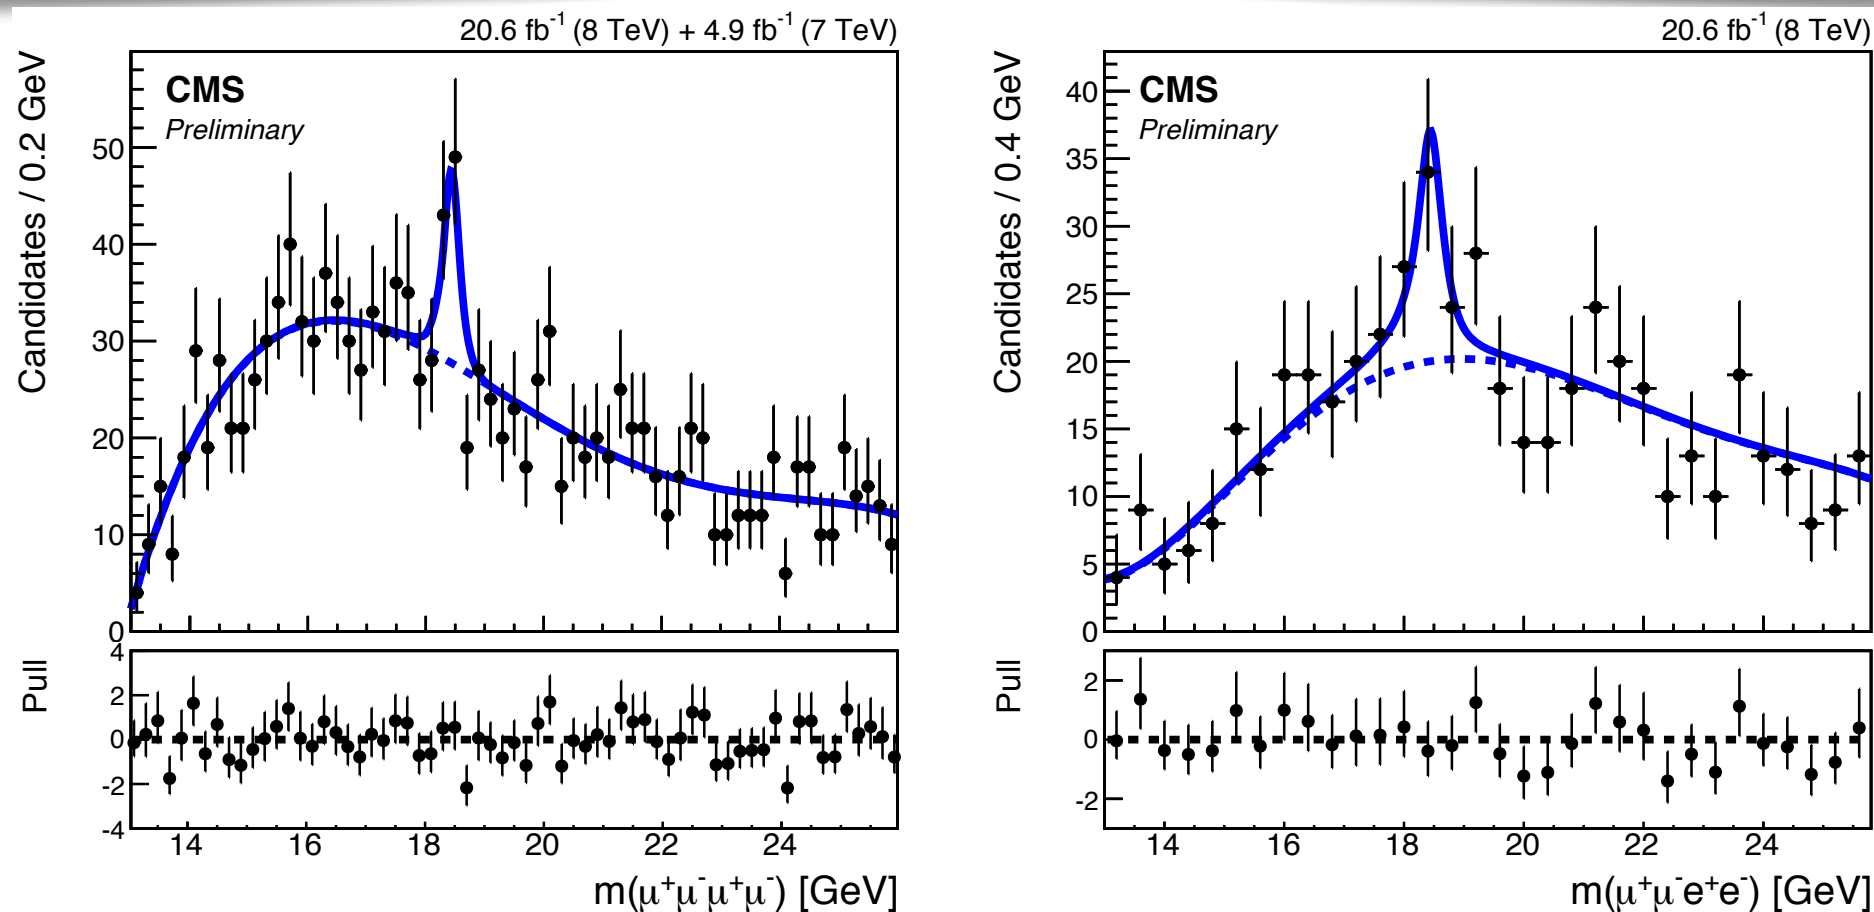 20.6 fb⁻¹ (8 TeV) + 4.9 fb⁻¹ (7 TeV)
Candidates / 0.2 GeV
CMS
Preliminary
50
40
30
20
10
0
Pull
4
2
0
-2
-4
14 16 18 20 22 24
m(μ⁺μ⁻μ⁺μ⁻) [GeV]
20.6 fb⁻¹ (8 TeV)
Candidates / 0.4 GeV
CMS
Preliminary
40
35
30
25
20
15
10
5
0
Pull
2
0
-2
14 16 18 20 22 24
m(μ⁺μ⁻e⁺e⁻) [GeV]